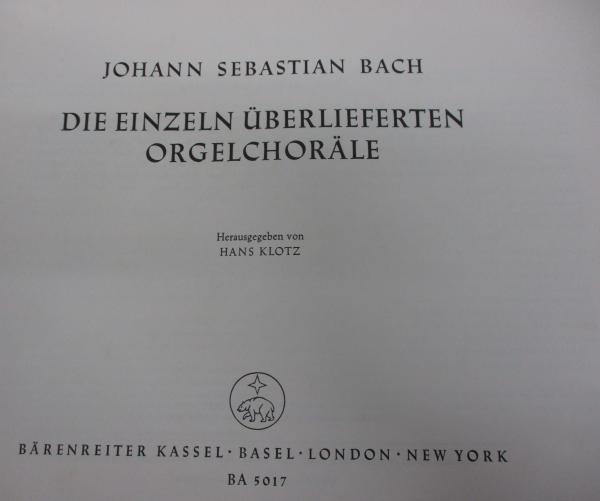 JOHANN SEBASTIAN BACH
DIE EINZELN ÜBERLIEFERTEN
ORGELCHORÄLE
Herausgegeben von
HANS KLOTZ
BÄRENREITER KASSEL · BASEL · LONDON · NEW YORK
BA 5017